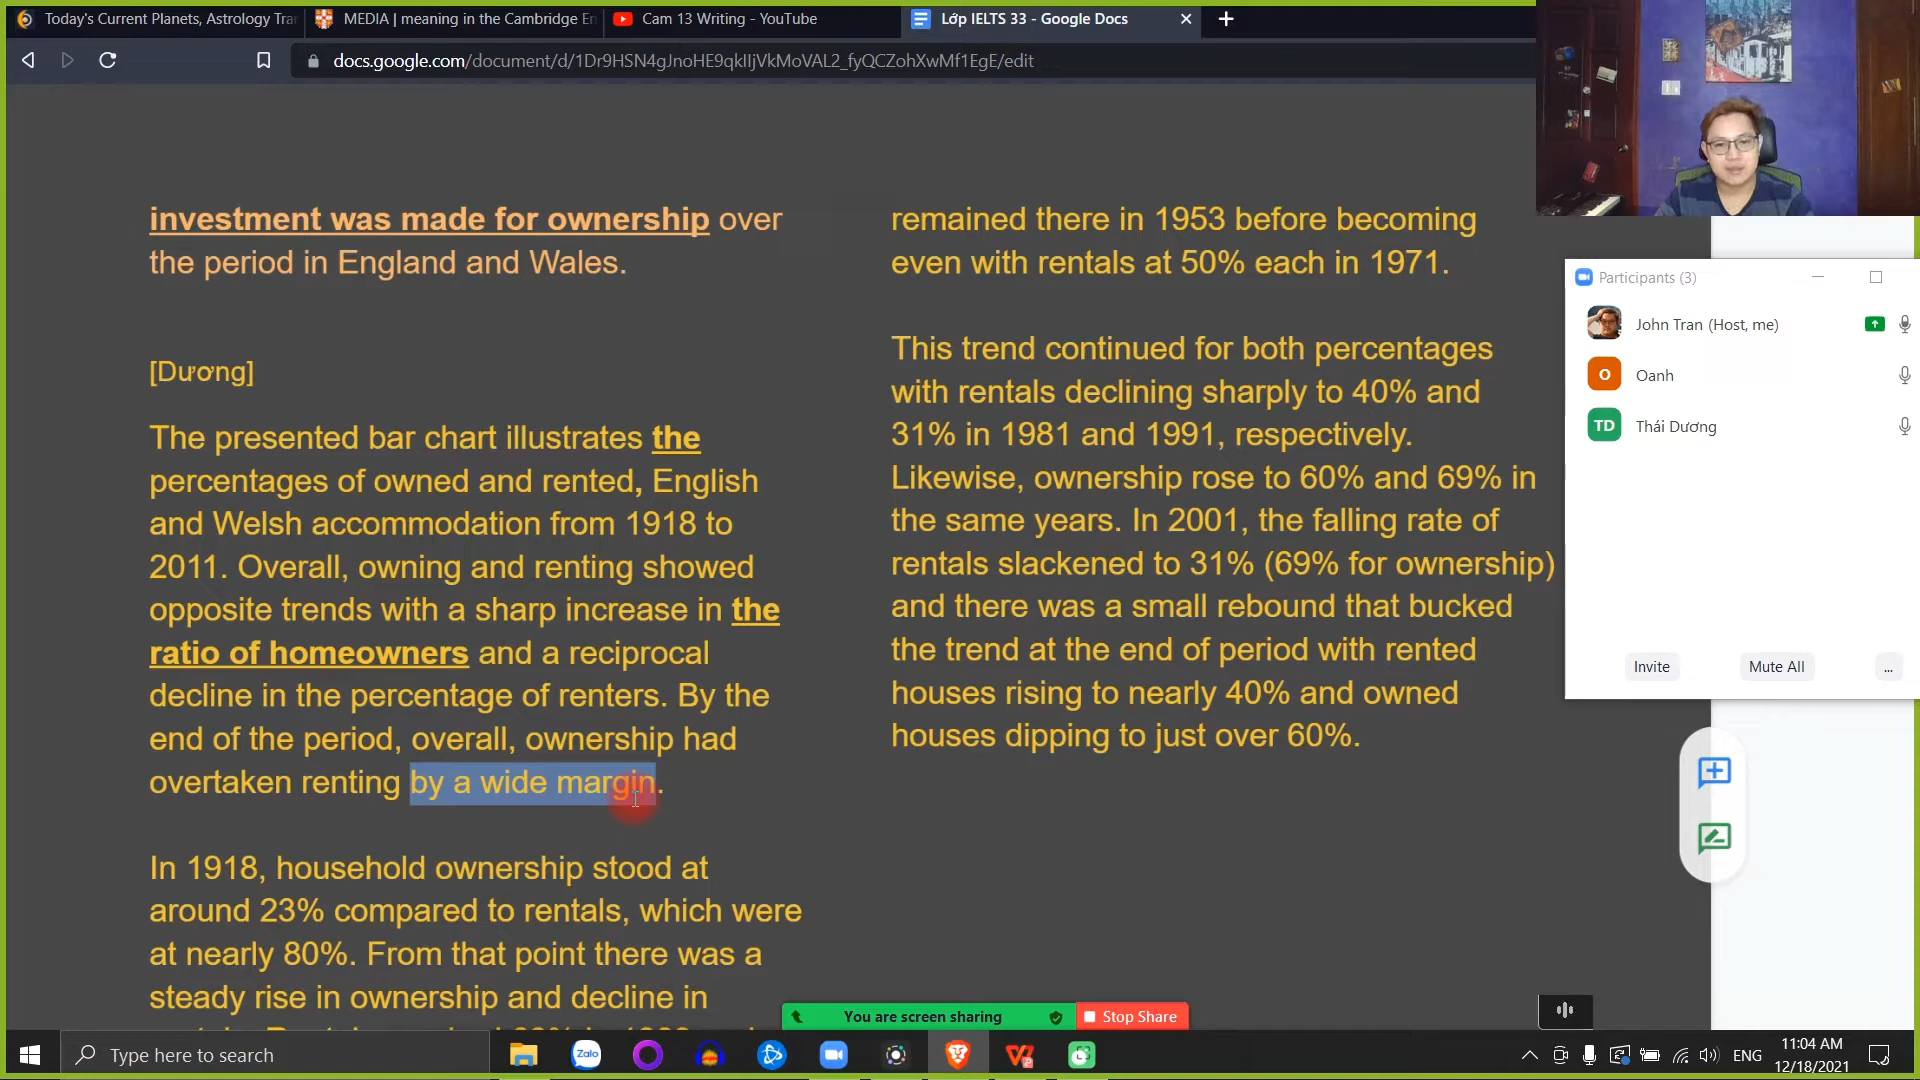 Today's Current Planets, Astrology Tra
MEDIA | meaning in the Cambridge En
Cam 13 Writing - YouTube
Lớp IELTS 33 - Google Docs
docs.google.com/document/d/1Dr9HSN4gJnoHE9qkIIjVkMoVAL2_fyQCZohXwMf1EgE/edit
investment was made for ownership over
the period in England and Wales.
[Dương]
The presented bar chart illustrates the
percentages of owned and rented, English
and Welsh accommodation from 1918 to
2011. Overall, owning and renting showed
opposite trends with a sharp increase in the
ratio of homeowners and a reciprocal
decline in the percentage of renters. By the
end of the period, overall, ownership had
overtaken renting by a wide margin.
In 1918, household ownership stood at
around 23% compared to rentals, which were
at nearly 80%. From that point there was a
steady rise in ownership and decline in
remained there in 1953 before becoming
even with rentals at 50% each in 1971.
This trend continued for both percentages
with rentals declining sharply to 40% and
31% in 1981 and 1991, respectively.
Likewise, ownership rose to 60% and 69% in
the same years. In 2001, the falling rate of
rentals slackened to 31% (69% for ownership)
and there was a small rebound that bucked
the trend at the end of period with rented
houses rising to nearly 40% and owned
houses dipping to just over 60%.
Participants (3)
John Tran (Host, me)
O
Oanh
TD
Thái Dương
Invite
Mute All
...
You are screen sharing
Stop Share
Type here to search
Zalo
ENG
11:04 AM
12/18/2021